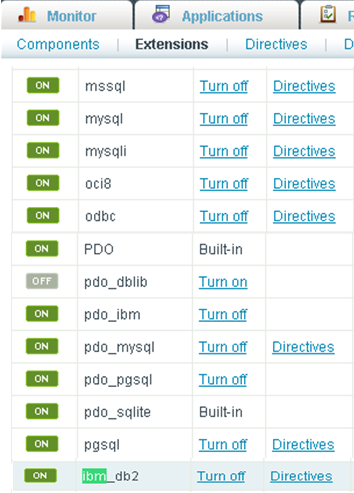 Monitor Applications R
Components | Extensions | Directives | D
ON mssql Turn off Directives
ON mysql Turn off Directives
ON mysqli Turn off Directives
ON oci8 Turn off Directives
ON odbc Turn off Directives
ON PDO Built-in
OFF pdo_dblib Turn on
ON pdo_ibm Turn off
ON pdo_mysql Turn off Directives
ON pdo_pgsql Turn off
ON pdo_sqlite Built-in
ON pgsql Turn off Directives
ON ibm_db2 Turn off Directives